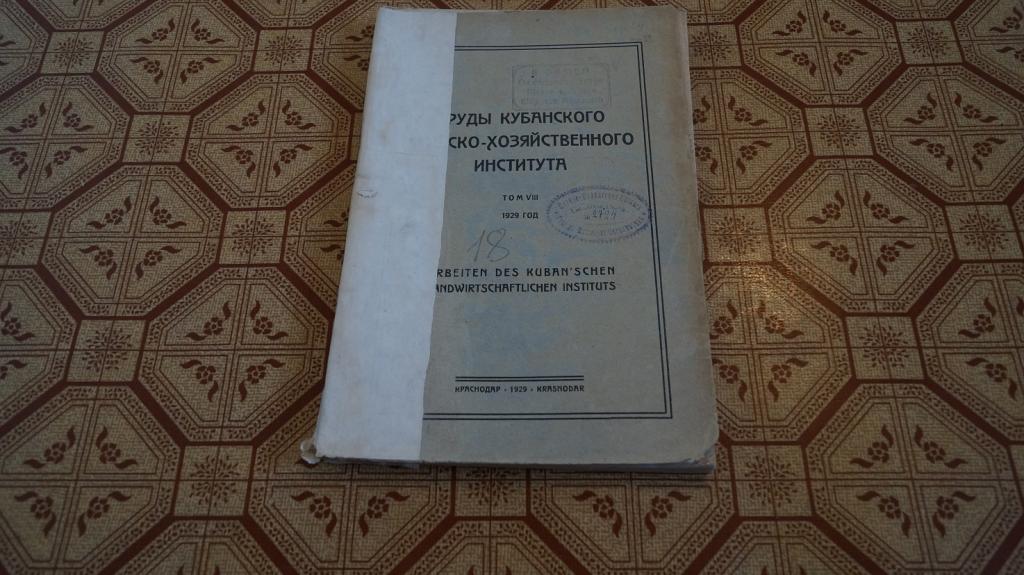 РУДЫ КУБАНСКОГО
СКО-ХОЗЯЙСТВЕННОГО
ИНСТИТУТА
ТОМ VIII
1929 ГОД
18
RBEITEN DES KUBAN'SCHEN
ANDWIRTSCHAFTLICHEN INSTITUTS
КРАСНОДАР - 1929 - KRASNODAR